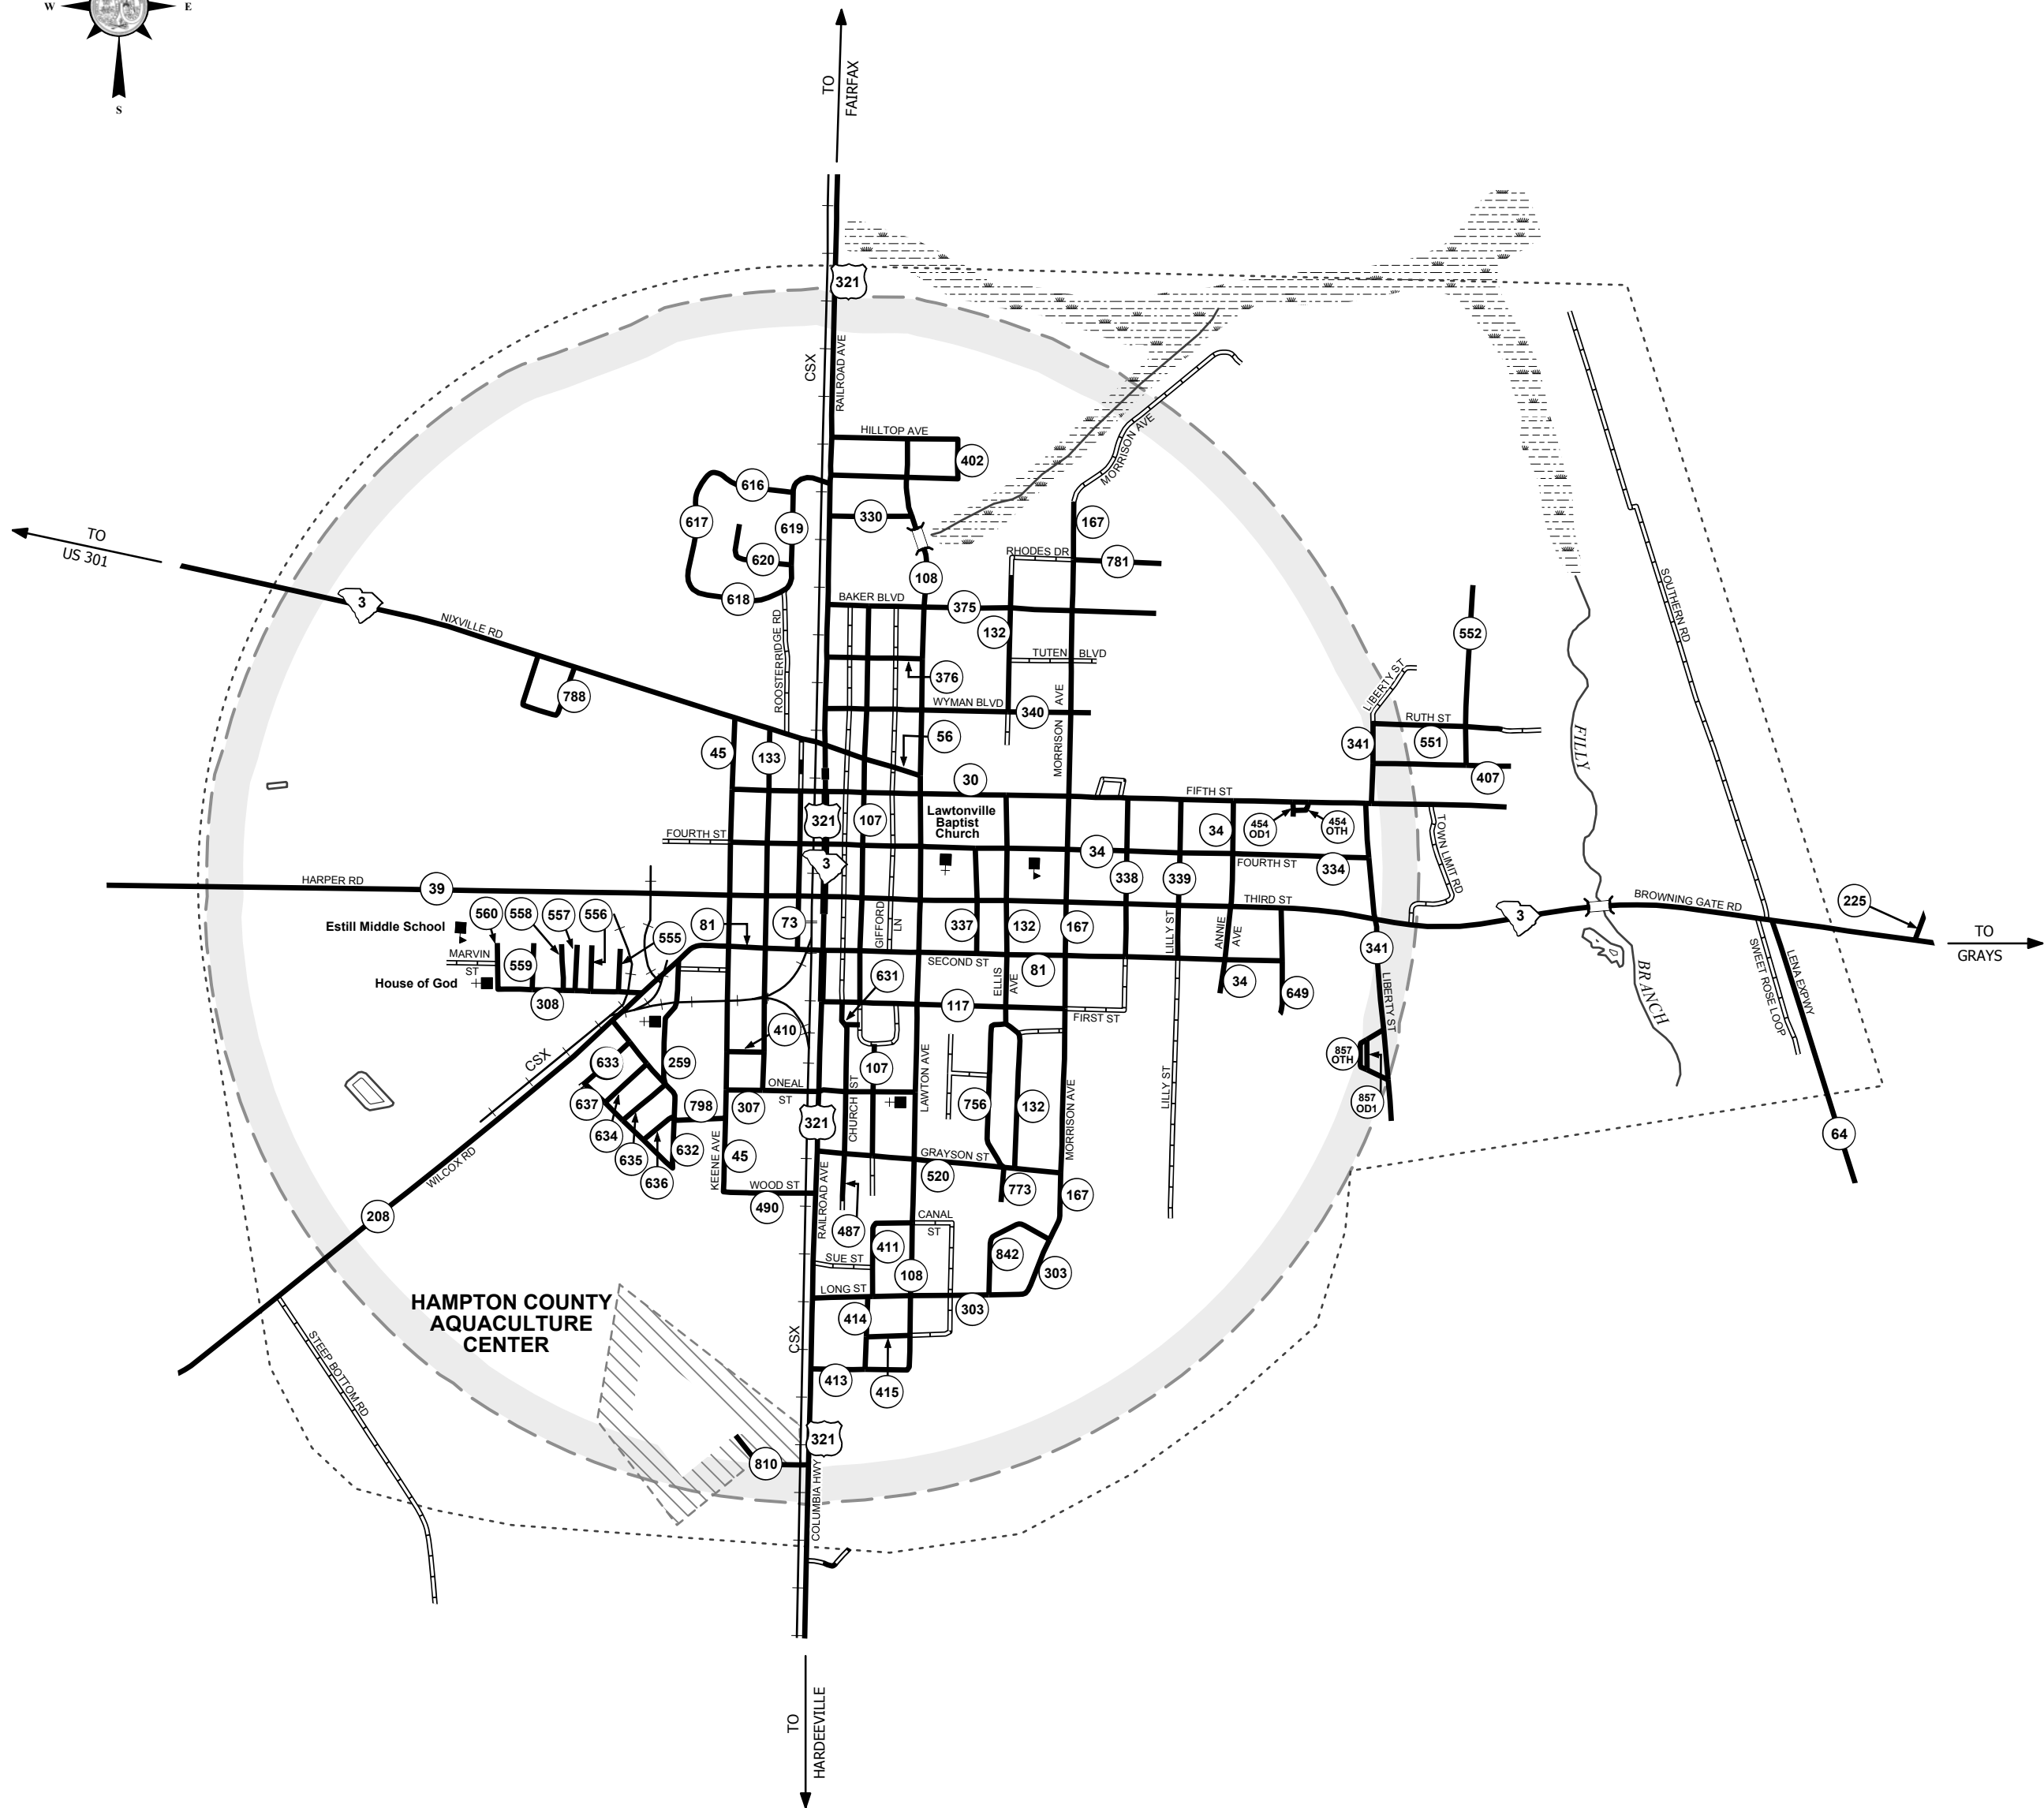 W
E
S
TO
FAIRFAX
321
CSX
RAILROAD AVE
HILLTOP AVE
402
MORRISON AVE
616
617
619
330
167
620
618
108
RHODES DR
781
TO
US 301
3
NIXVILLE RD
BAKER BLVD
375
132
552
SOUTHERN RD
ROOSTERRIDGE RD
TUTEN BLVD
376
788
WYMAN BLVD
340
MORRISON AVE
LIBERTY ST
RUTH ST
341
551
FILLY
45
133
56
407
30
FIFTH ST
321
107
Lawtonville
Baptist
Church
34
454
OD1
454
OTH
TOWN LIMIT RD
FOURTH ST
3
34
FOURTH ST
334
338
339
HARPER RD
39
THIRD ST
BROWNING GATE RD
3
225
TO
GRAYS
560
558
557
556
Estill Middle School
555
81
73
GIFFORD
LN
337
132
167
LILLY ST
ANNIE
AVE
341
MARVIN
ST
559
SECOND ST
81
House of God
308
631
ELLIS
AVE
34
649
LIBERTY ST
BRANCH
SWEET ROSE LOOP
LENA EXPWY
117
FIRST ST
410
CSX
633
259
107
LAWTON AVE
857
OTH
ONEAL
ST
CHURCH ST
637
798
307
756
132
MORRISON AVE
LILLY ST
857
OD1
64
634
321
635
632
KEENE AVE
45
GRAYSON ST
520
636
WILCOX RD
WOOD ST
490
RAILROAD AVE
773
167
208
487
CANAL
ST
411
SUE ST
842
108
303
LONG ST
303
HAMPTON COUNTY
AQUACULTURE
CENTER
414
STEEP BOTTOM RD
CSX
413
415
321
810
COLUMBIA HWY
TO
HARDEEVILLE